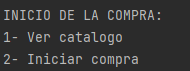 INICIO DE LA COMPRA:
1- Ver catalogo
2- Iniciar compra